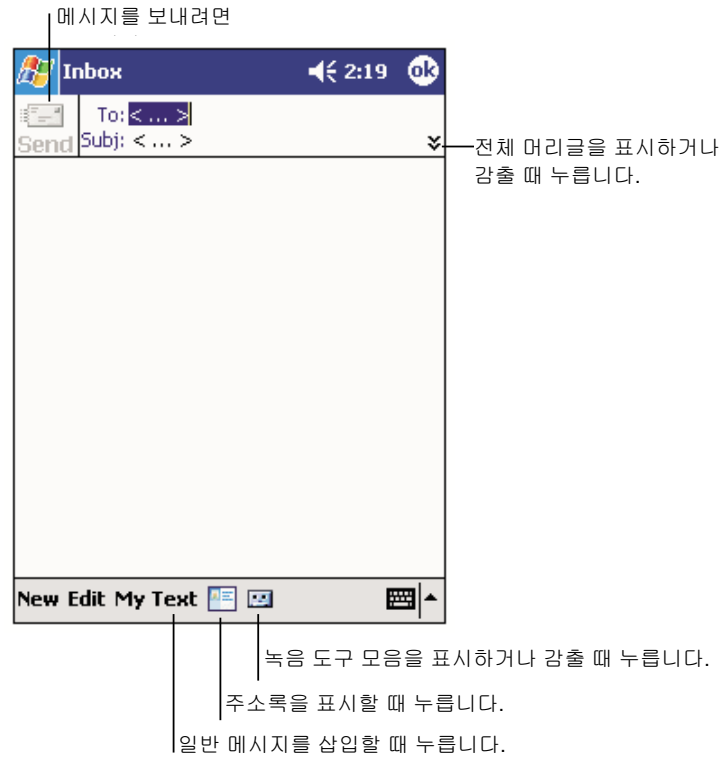 메시지를 보내려면
Inbox 2:19 ok
To: < ... >
Send Subj: < ... >
전체 머리글을 표시하거나
감출 때 누릅니다.
New Edit My Text
녹음 도구 모음을 표시하거나 감출 때 누릅니다.
주소록을 표시할 때 누릅니다.
일반 메시지를 삽입할 때 누릅니다.